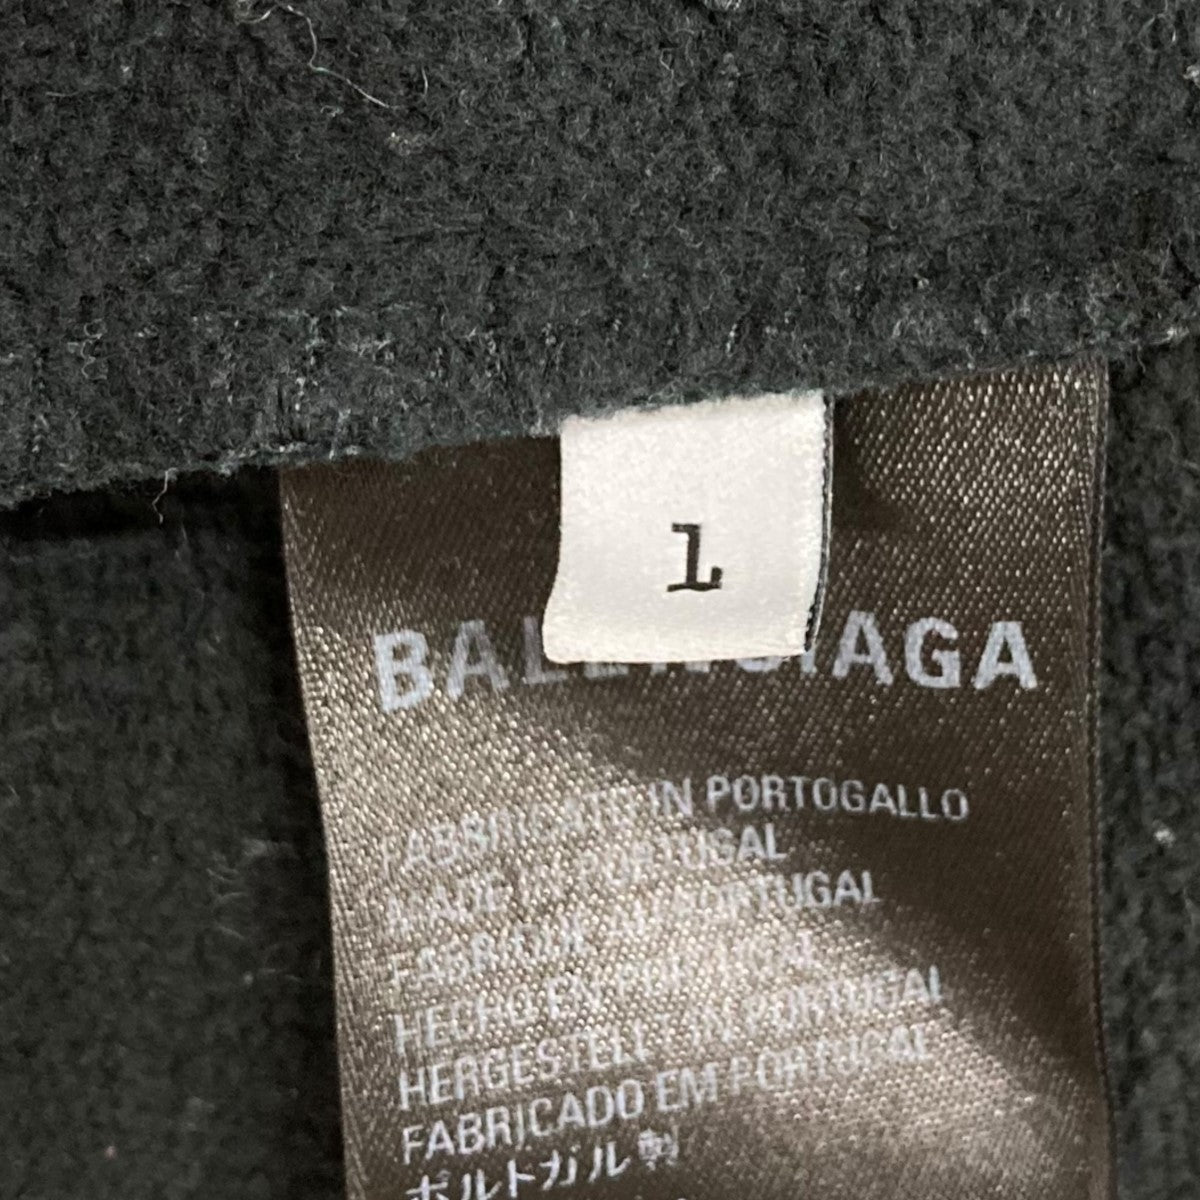 L
BALENCIAGA
FABBRICATO IN PORTOGALLO
MADE IN PORTUGAL
FABRIQUE AU PORTUGAL
HECHO EN PORTUGAL
HERGESTELLT IN PORTUGAL
FABRICADO EM PORTUGAL
ポルトガル製